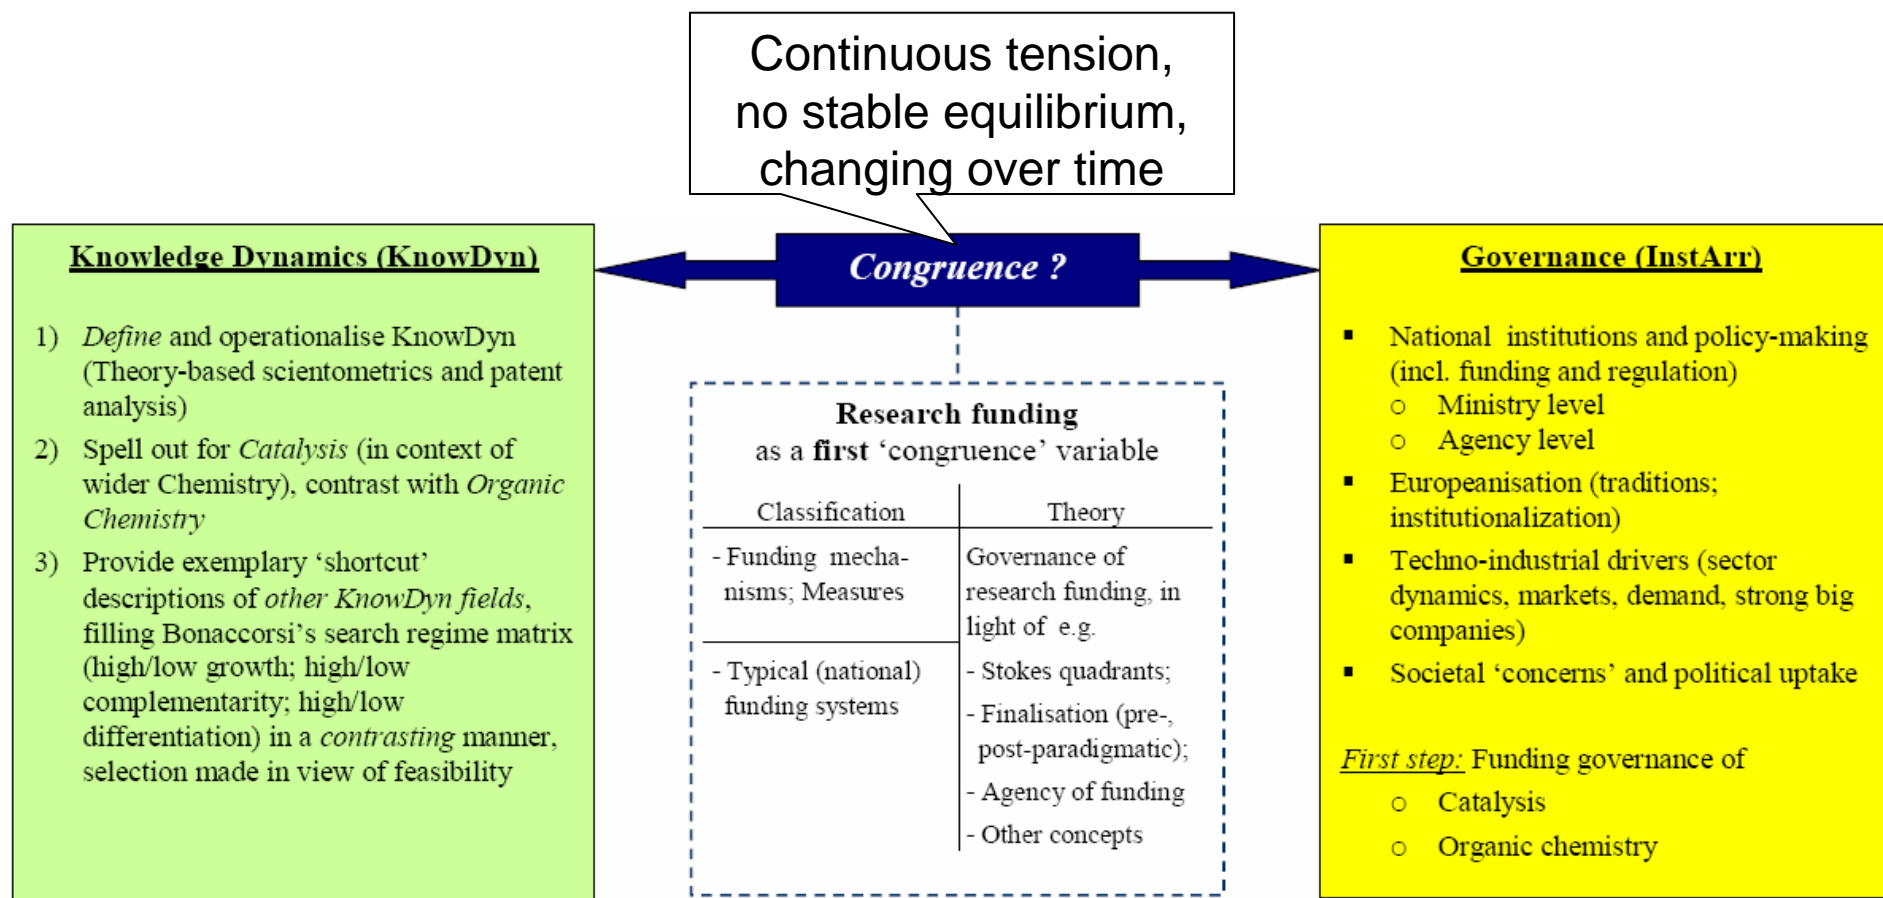 Continuous tension,
no stable equilibrium,
changing over time
Knowledge Dynamics (KnowDyn)
1) Define and operationalise KnowDyn
(Theory-based scientometrics and patent
analysis)
2) Spell out for Catalysis (in context of
wider Chemistry), contrast with Organic
Chemistry
3) Provide exemplary ‘shortcut’
descriptions of other KnowDyn fields,
filling Bonaccorsi’s search regime matrix
(high/low growth; high/low
complementarity; high/low
differentiation) in a contrasting manner,
selection made in view of feasibility
Congruence ?
Research funding
as a first ‘congruence’ variable
Classification
- Funding mecha-
nisms; Measures
- Typical (national)
funding systems
Theory
Governance of
research funding, in
light of e.g.
- Stokes quadrants;
- Finalisation (pre-,
post-paradigmatic);
- Agency of funding
- Other concepts
Governance (InstArr)
▪ National institutions and policy-making
(incl. funding and regulation)
o Ministry level
o Agency level
▪ Europeanisation (traditions;
institutionalization)
▪ Techno-industrial drivers (sector
dynamics, markets, demand, strong big
companies)
▪ Societal ‘concerns’ and political uptake
First step: Funding governance of
o Catalysis
o Organic chemistry